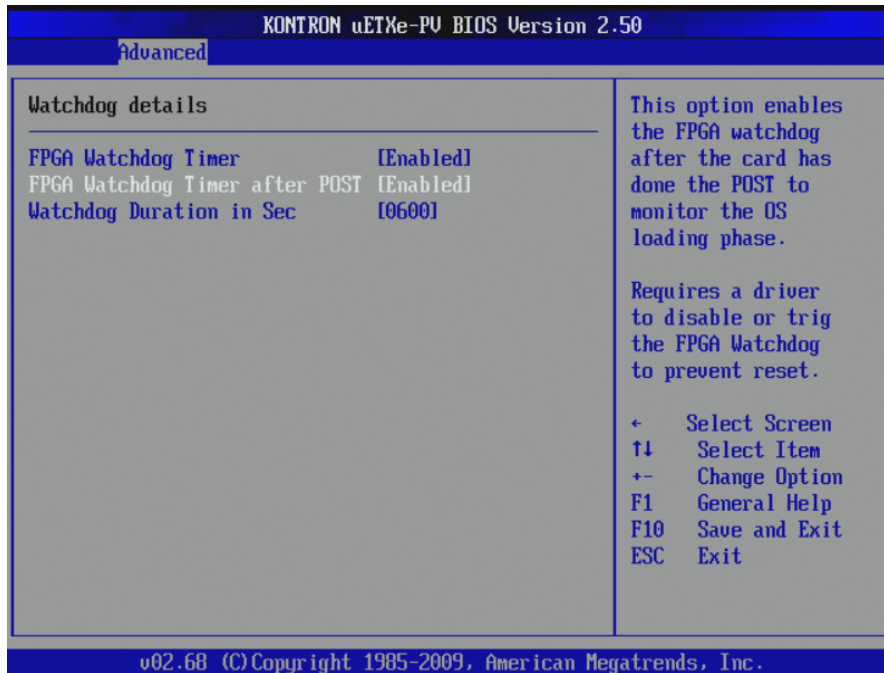 KONTRON uETXe-PV BIOS Version 2.50
Advanced
Watchdog details
FPGA Watchdog Timer [Enabled]
FPGA Watchdog Timer after POST [Enabled]
Watchdog Duration in Sec [0600]
This option enables
the FPGA watchdog
after the card has
done the POST to
monitor the OS
loading phase.
Requires a driver
to disable or trig
the FPGA Watchdog
to prevent reset.
← Select Screen
↑↓ Select Item
+- Change Option
F1 General Help
F10 Save and Exit
ESC Exit
v02.68 (C)Copyright 1985-2009, American Megatrends, Inc.